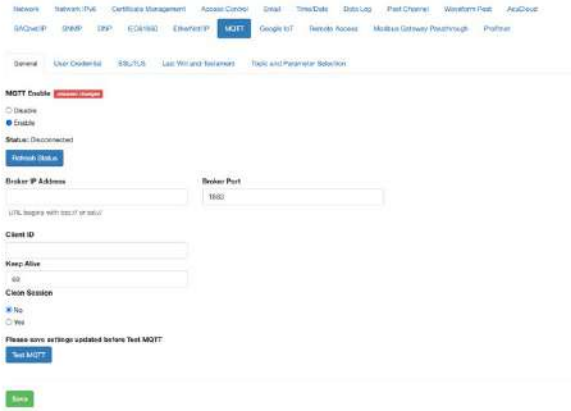 Network Network IPv6 Certificate Management Access Control Email Time/Date Data Log Post Channel Waveform Post AcuCloud
BACnet/IP SNMP DNP IEC61850 EtherNet/IP MQTT Google IoT Remote Access Modbus Gateway Passthrough Profinet
General User Credential SSL/TLS Last Will and Testament Topic and Parameter Selection
MQTT Enable unsaved changes
Disable
Enable
Status: Disconnected
Refresh Status
Broker IP Address Broker Port
1883
URL begins with tcp:// or ssl://
Client ID
Keep Alive
60
Clean Session
No
Yes
Please save settings updated before Test MQTT
Test MQTT
Save